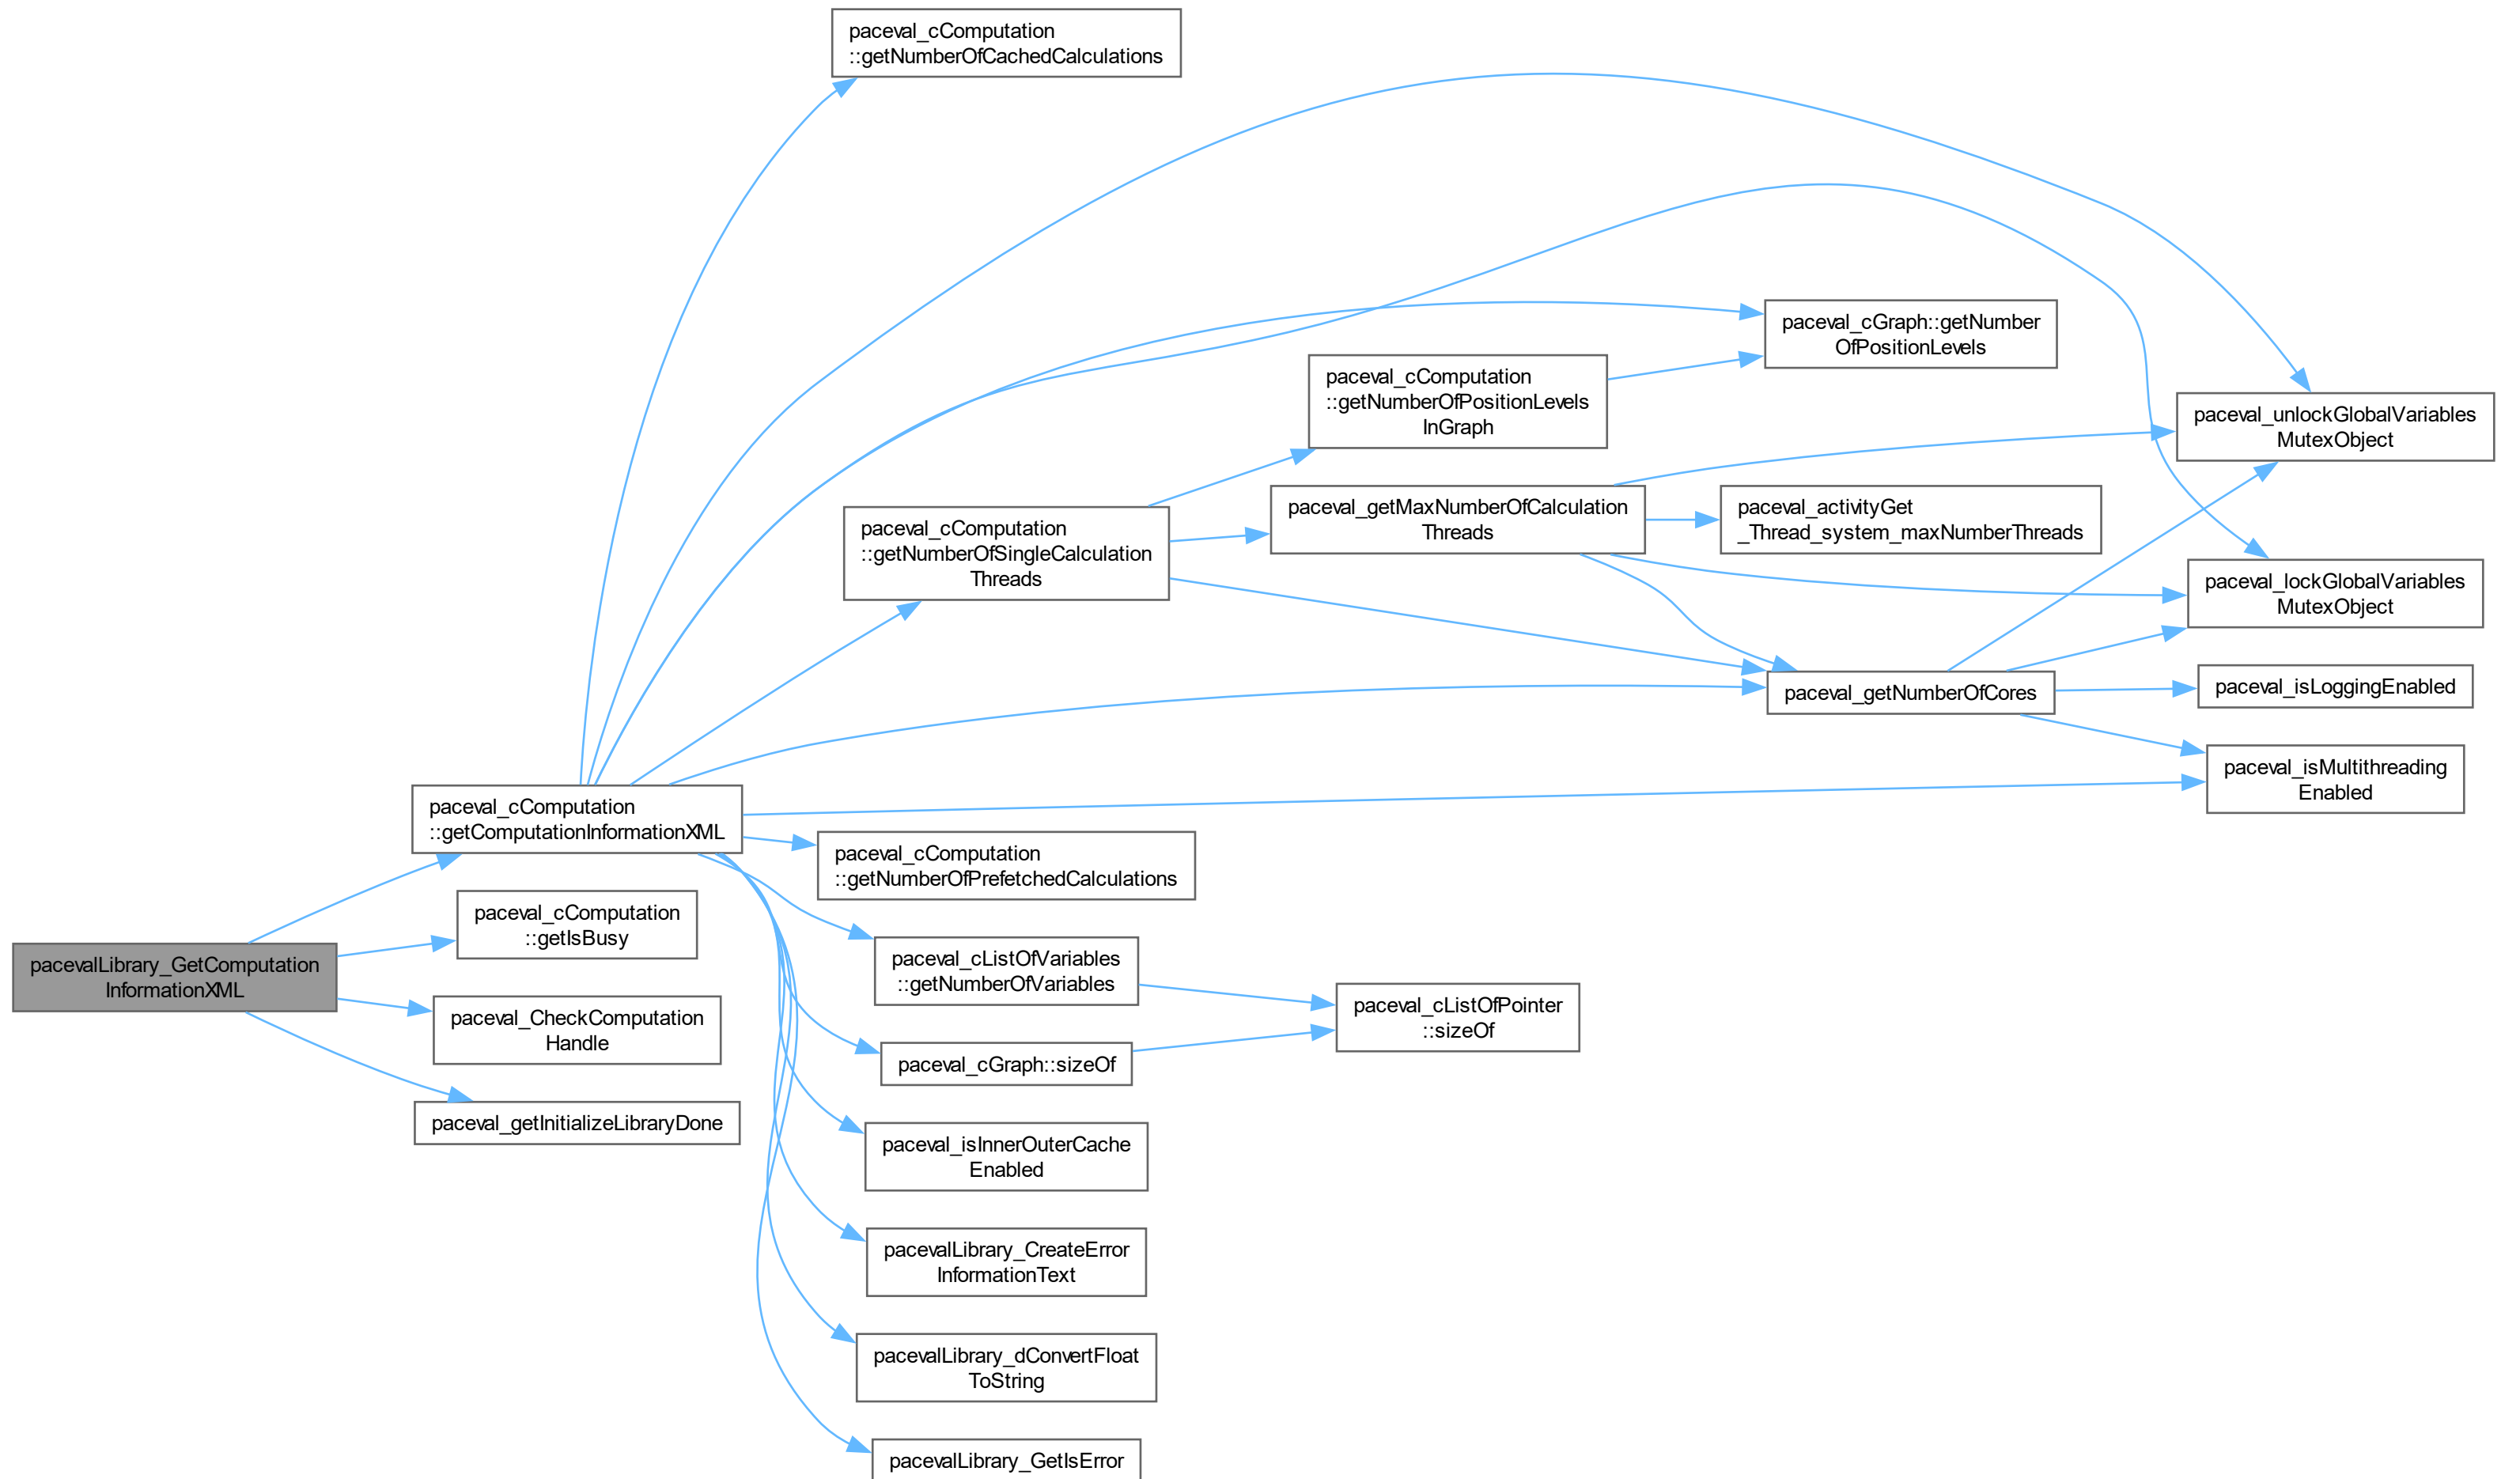 paceval_cComputation
::getNumberOfCachedCalculations
paceval_cGraph::getNumber
OfPositionLevels
paceval_cComputation
::getNumberOfPositionLevels
InGraph
paceval_unlockGlobalVariables
MutexObject
paceval_getMaxNumberOfCalculation
Threads
paceval_activityGet
_Thread_system_maxNumberThreads
paceval_cComputation
::getNumberOfSingleCalculation
Threads
paceval_lockGlobalVariables
MutexObject
paceval_getNumberOfCores
paceval_isLoggingEnabled
paceval_isMultithreading
Enabled
paceval_cComputation
::getComputationInformationXML
paceval_cComputation
::getNumberOfPrefetchedCalculations
paceval_cComputation
::getIsBusy
paceval_cListOfVariables
::getNumberOfVariables
pacevalLibrary_GetComputation
InformationXML
paceval_cListOfPointer
::sizeOf
paceval_CheckComputation
Handle
paceval_cGraph::sizeOf
paceval_getInitializeLibraryDone
paceval_isInnerOuterCache
Enabled
pacevalLibrary_CreateError
InformationText
pacevalLibrary_dConvertFloat
ToString
pacevalLibrary_GetIsError